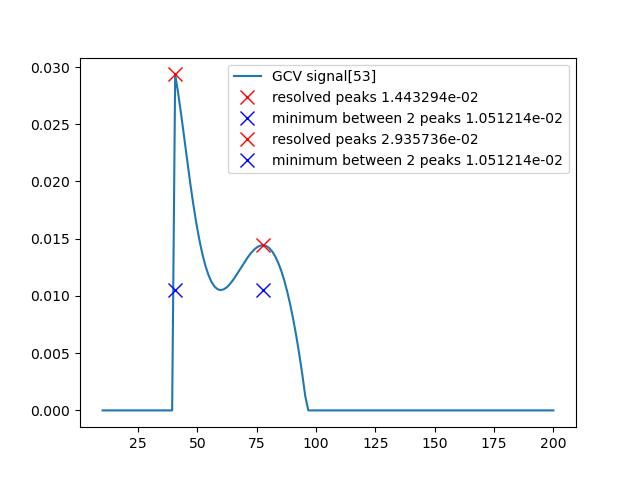 GCV signal[53]
resolved peaks 1.443294e-02
minimum between 2 peaks 1.051214e-02
resolved peaks 2.935736e-02
minimum between 2 peaks 1.051214e-02
0.030
0.025
0.020
0.015
0.010
0.005
0.000
25 50 75 100 125 150 175 200